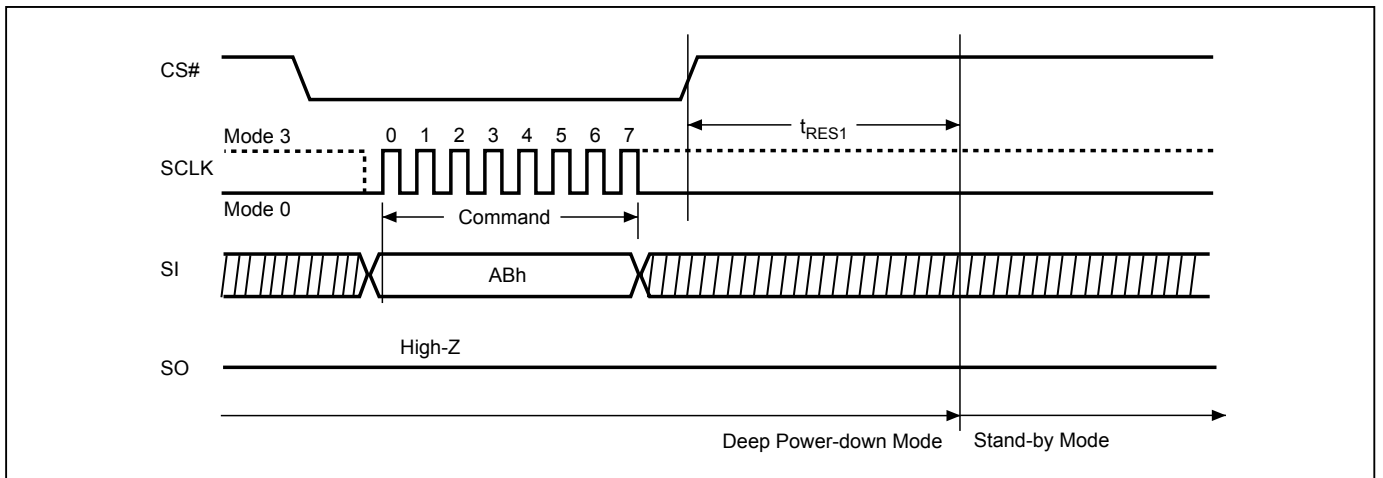 CS#
Mode 3
0 1 2 3 4 5 6 7
tRES1
SCLK
Mode 0
Command
SI
ABh
High-Z
SO
Deep Power-down Mode
Stand-by Mode